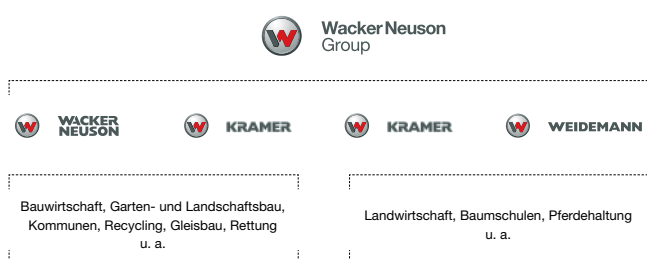 Wacker Neuson
Group
WACKER
NEUSON
KRAMER
KRAMER
WEIDEMANN
Bauwirtschaft, Garten- und Landschaftsbau,
Kommunen, Recycling, Gleisbau, Rettung
u. a.
Landwirtschaft, Baumschulen, Pferdehaltung
u. a.